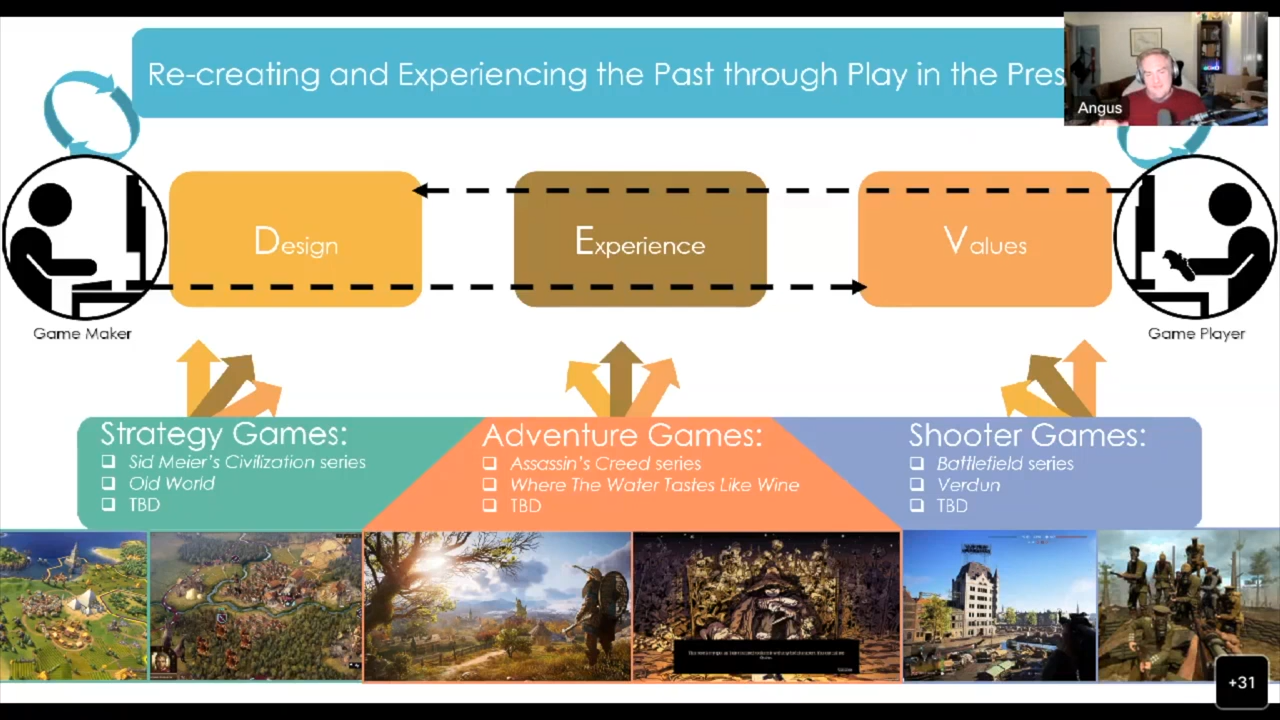 Re-creating and Experiencing the Past through Play in the Pres
Angus
Design
Experience
Values
Game Maker
Game Player
Strategy Games:
Sid Meier's Civilization series
Old World
TBD
Adventure Games:
Assassin's Creed series
Where The Water Tastes Like Wine
TBD
Shooter Games:
Battlefield series
Verdun
TBD
+31